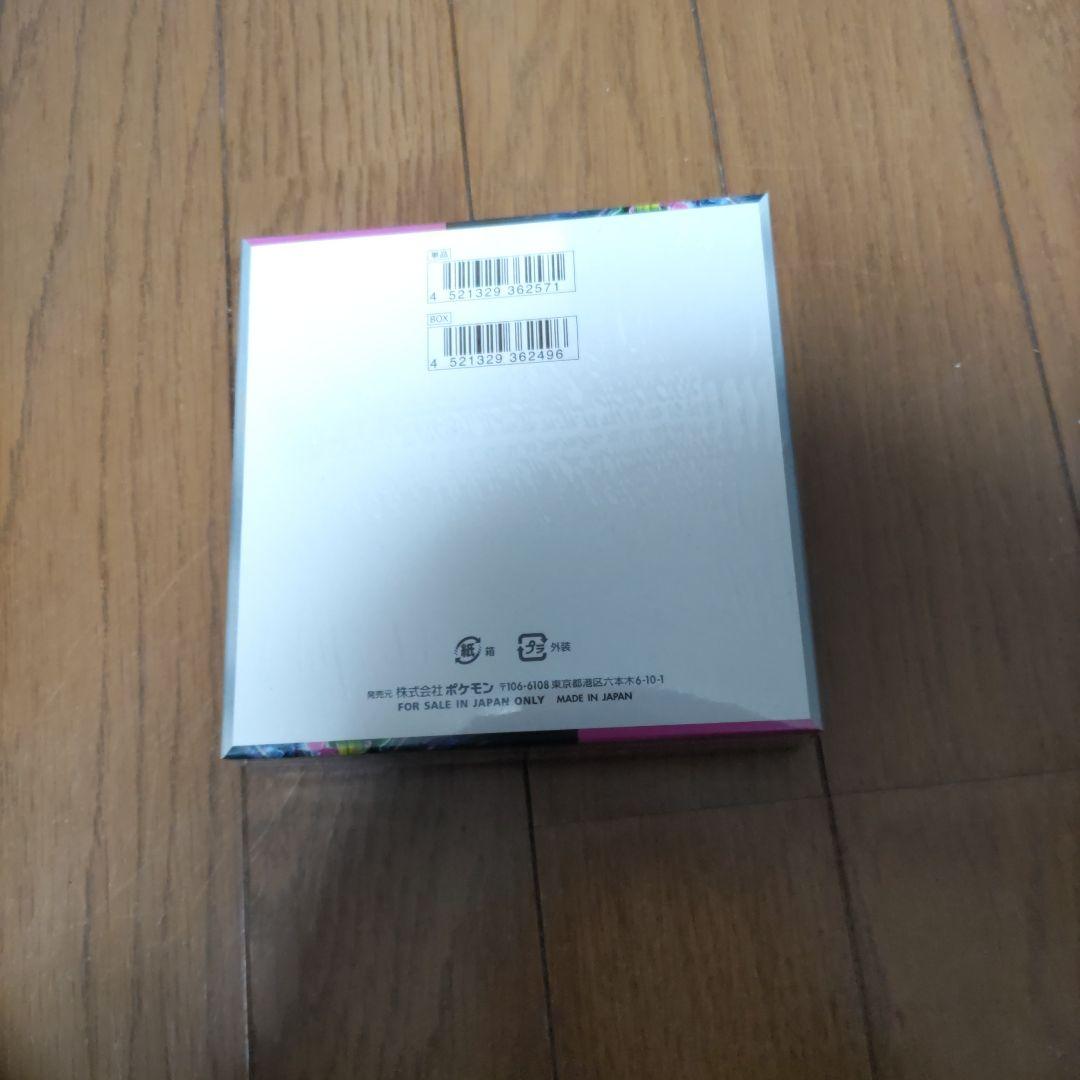 単品
4 521329 362571
BOX
4 521329 362496
紙 箱 プラ 外装
発売元 株式会社 ポケモン 〒106-6108 東京都港区六本木6-10-1
FOR SALE IN JAPAN ONLY MADE IN JAPAN